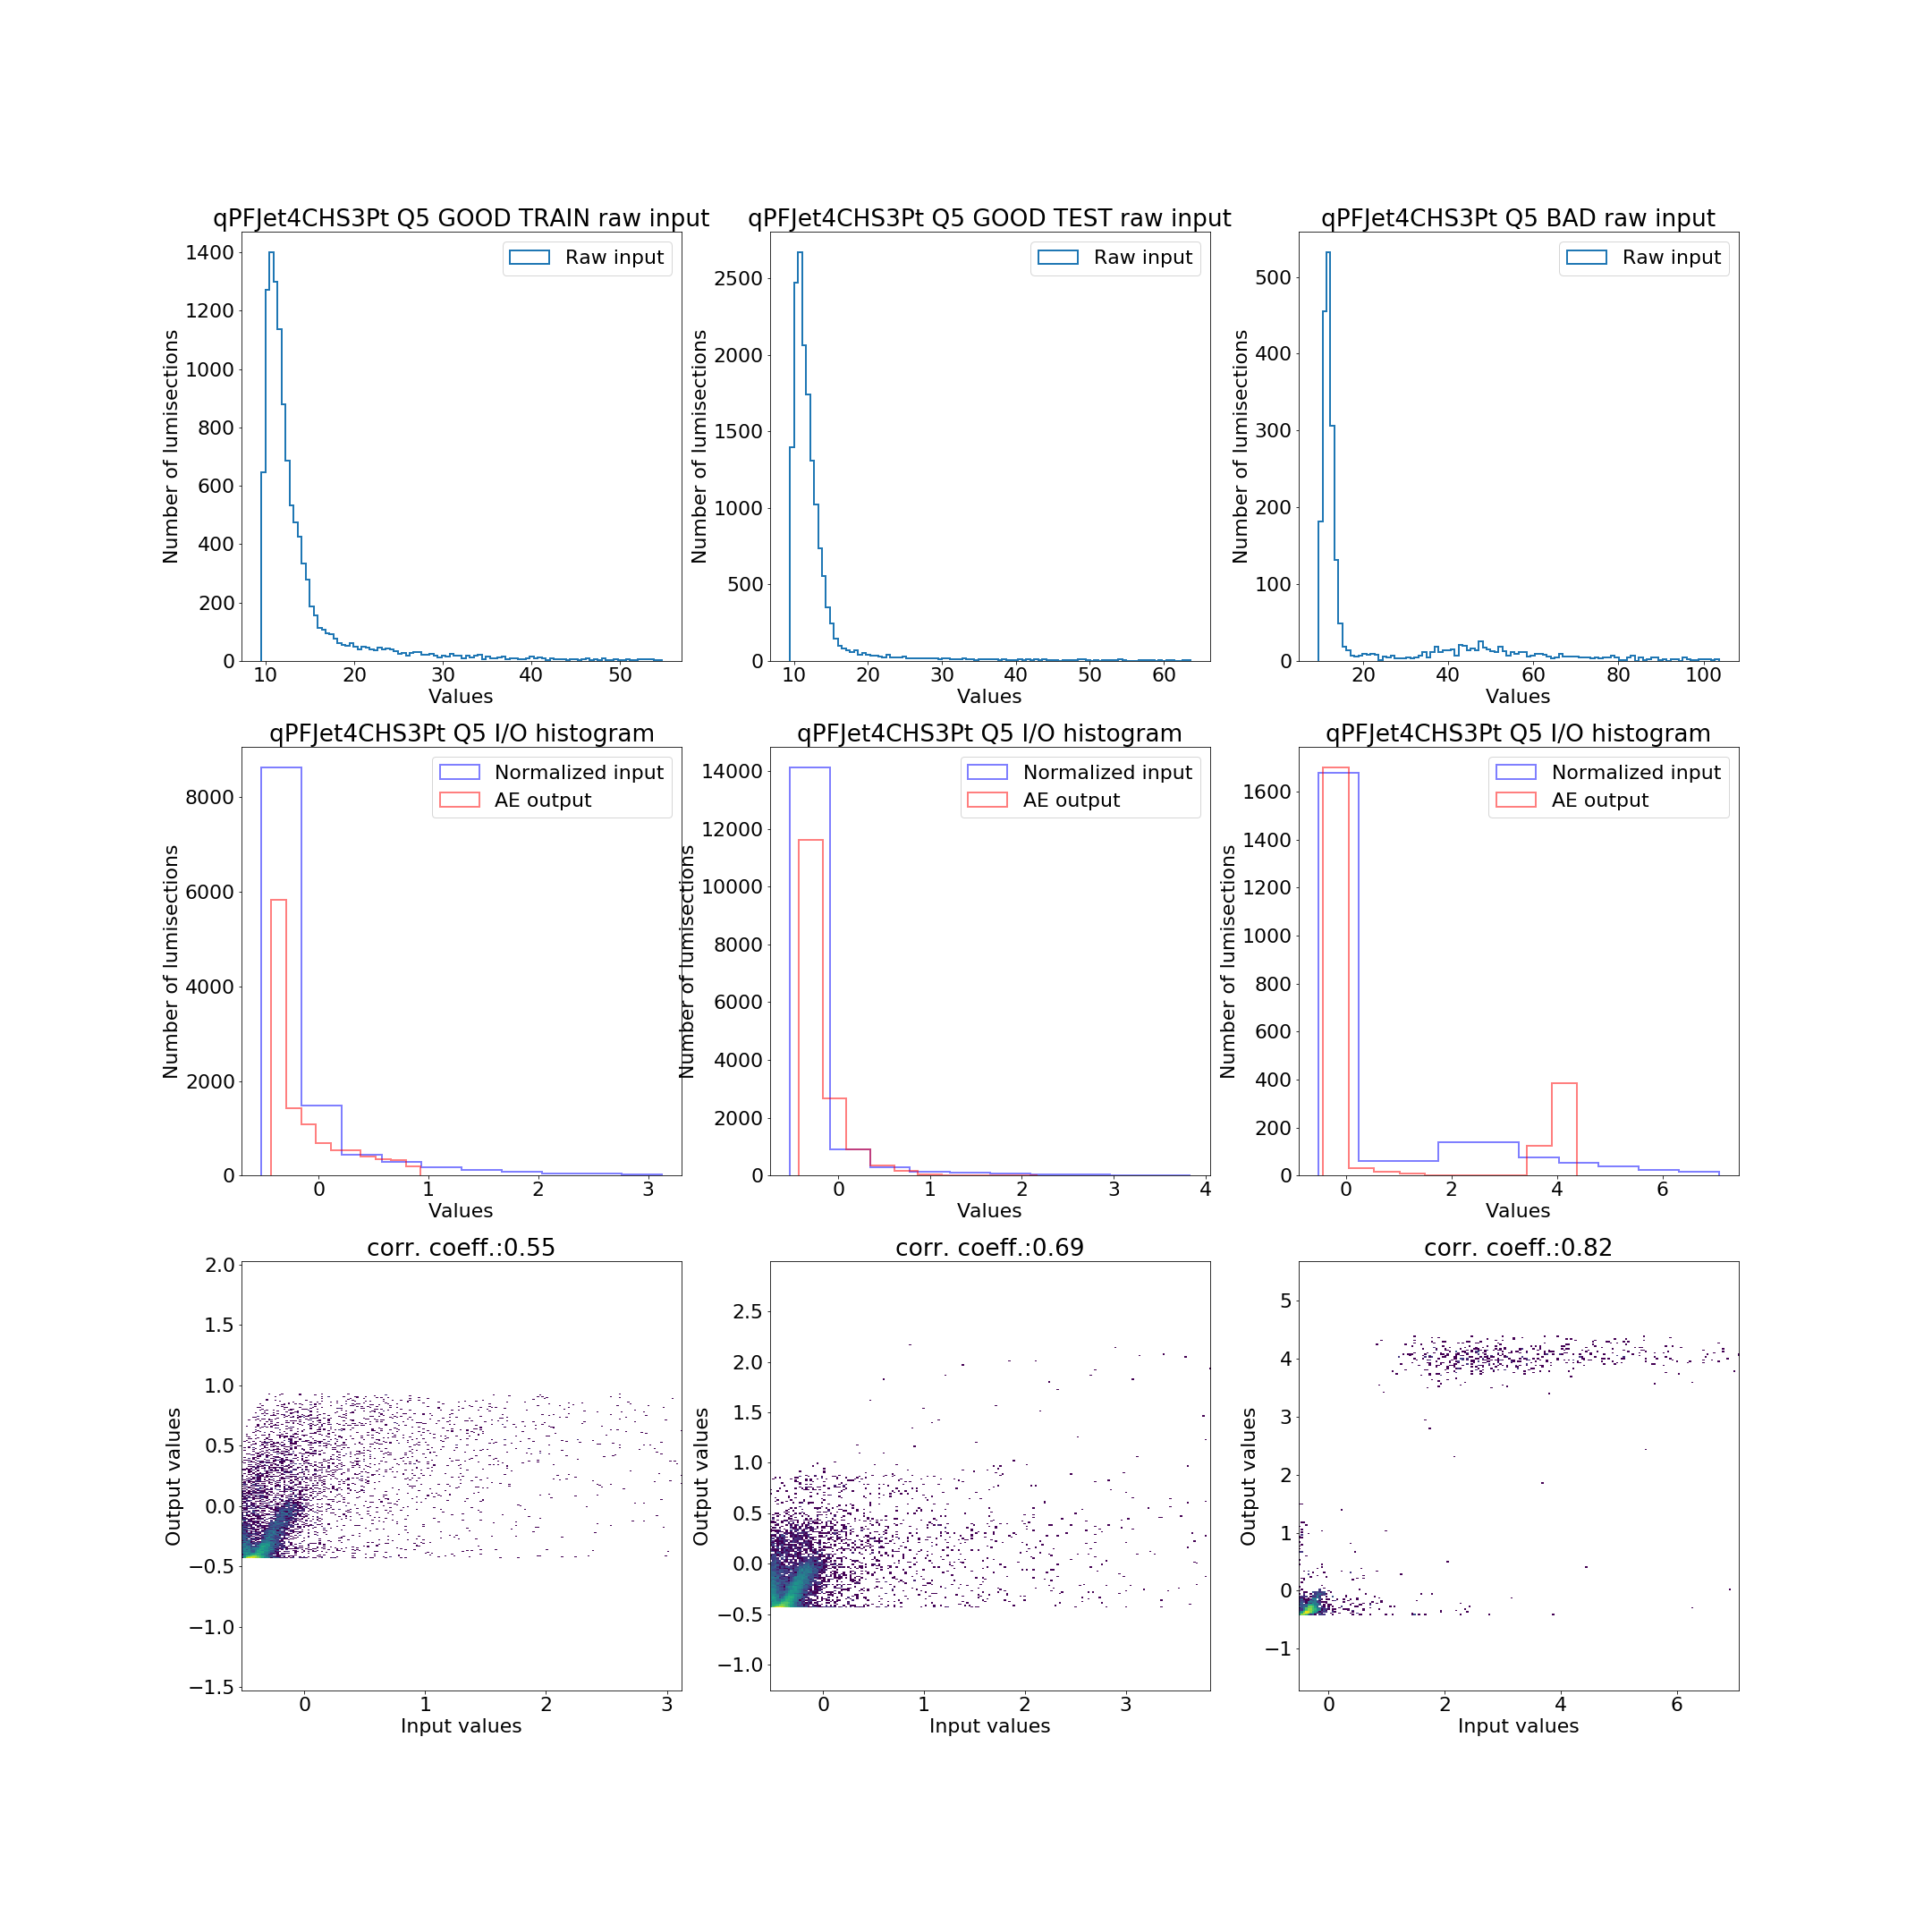 qPFJet4CHS3Pt Q5 GOOD TRAIN raw input
Number of lumisections
1400
1200
1000
800
600
400
200
0
Raw input
10 20 30 40 50
Values
qPFJet4CHS3Pt Q5 GOOD TEST raw input
Number of lumisections
2500
2000
1500
1000
500
0
Raw input
10 20 30 40 50 60
Values
qPFJet4CHS3Pt Q5 BAD raw input
Number of lumisections
500
400
300
200
100
0
Raw input
20 40 60 80 100
Values
qPFJet4CHS3Pt Q5 I/O histogram
Number of lumisections
8000
6000
4000
2000
0
Normalized input
AE output
0 1 2 3
Values
qPFJet4CHS3Pt Q5 I/O histogram
Number of lumisections
14000
12000
10000
8000
6000
4000
2000
0
Normalized input
AE output
0 1 2 3 4
Values
qPFJet4CHS3Pt Q5 I/O histogram
Number of lumisections
1600
1400
1200
1000
800
600
400
200
0
Normalized input
AE output
0 2 4 6
Values
corr. coeff.:0.55
Output values
2.0
1.5
1.0
0.5
0.0
−0.5
−1.0
−1.5
0 1 2 3
Input values
corr. coeff.:0.69
Output values
2.5
2.0
1.5
1.0
0.5
0.0
−0.5
−1.0
0 1 2 3
Input values
corr. coeff.:0.82
Output values
5
4
3
2
1
0
−1
0 2 4 6
Input values